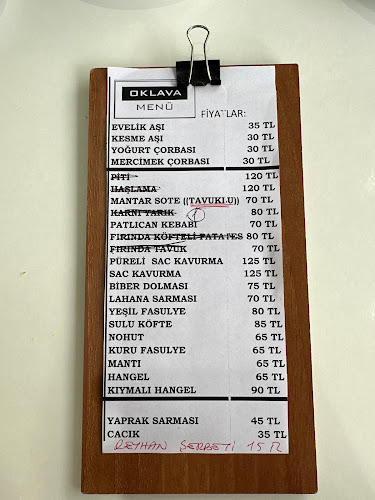 OKLAVA
MENÜ
FİYATLAR:
EVELİK AŞI 35 TL
KESME AŞI 30 TL
YOĞURT ÇORBASI 30 TL
MERCİMEK ÇORBASI 30 TL
PİTİ 120 TL
HAŞLAMA 120 TL
MANTAR SOTE ((TAVUKLU) 70 TL
KARNI YARIK 80 TL
PATLICAN KEBABI 70 TL
FIRINDA KÖFTELİ PATATES 80 TL
FIRINDA TAVUK 70 TL
PÜRELİ SAC KAVURMA 125 TL
SAC KAVURMA 125 TL
BİBER DOLMASI 75 TL
LAHANA SARMASI 70 TL
YEŞİL FASULYE 80 TL
SULU KÖFTE 85 TL
NOHUT 65 TL
KURU FASULYE 65 TL
MANTI 65 TL
HANGEL 65 TL
KIYMALI HANGEL 90 TL
YAPRAK SARMASI 45 TL
CACIK 35 TL
REYHAN ŞERBETİ 15 TL